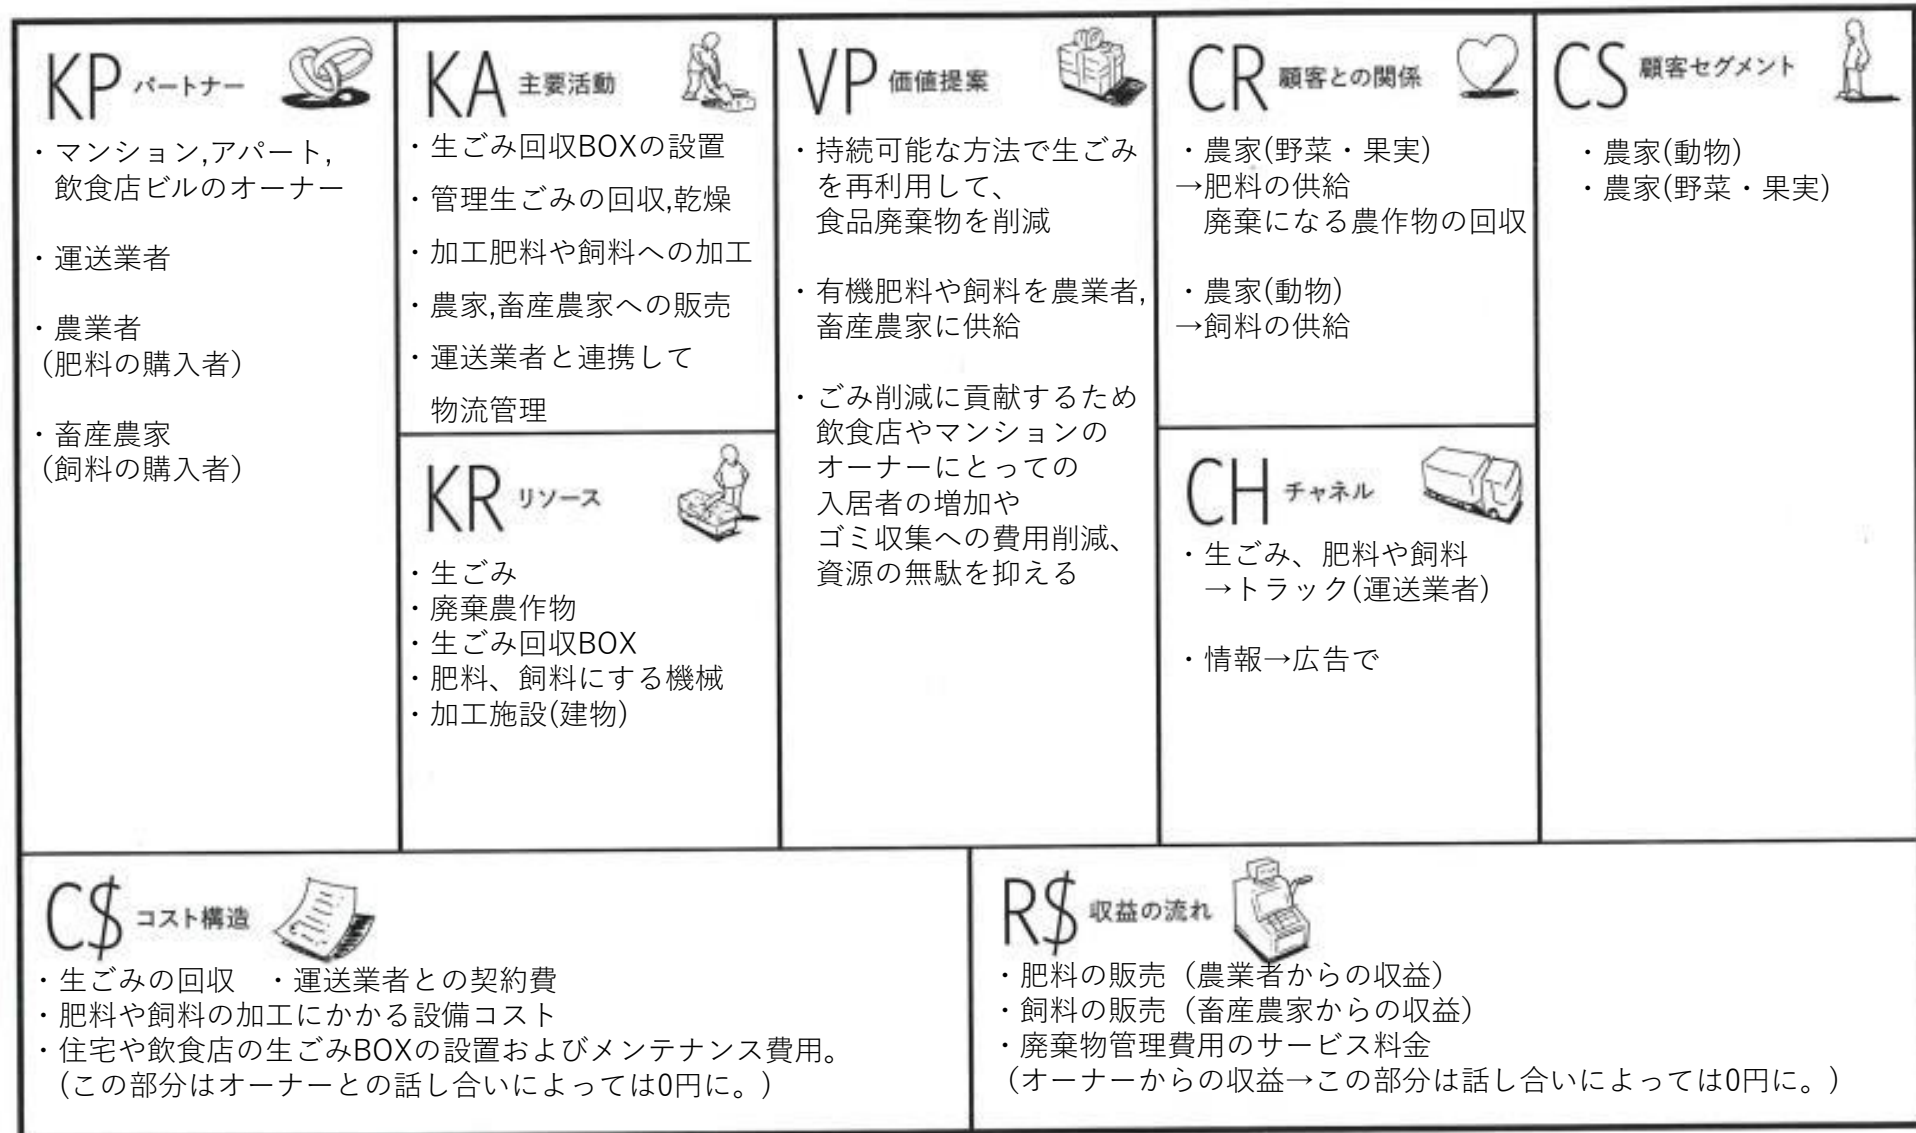 KP パートナー
・マンション,アパート,
飲食店ビルのオーナー
・運送業者
・農業者
(肥料の購入者)
・畜産農家
(飼料の購入者)
KA 主要活動
・生ごみ回収BOXの設置
・管理生ごみの回収,乾燥
・加工肥料や飼料への加工
・農家,畜産農家への販売
・運送業者と連携して
物流管理
KR リソース
・生ごみ
・廃棄農作物
・生ごみ回収BOX
・肥料、飼料にする機械
・加工施設(建物)
VP 価値提案
・持続可能な方法で生ごみ
を再利用して、
食品廃棄物を削減
・有機肥料や飼料を農業者,
畜産農家に供給
・ごみ削減に貢献するため
飲食店やマンションの
オーナーにとっての
入居者の増加や
ゴミ収集への費用削減、
資源の無駄を抑える
CR 顧客との関係
・農家(野菜・果実)
→肥料の供給
廃棄になる農作物の回収
・農家(動物)
→飼料の供給
CH チャネル
・生ごみ、肥料や飼料
→トラック(運送業者)
・情報→広告で
CS 顧客セグメント
・農家(動物)
・農家(野菜・果実)
C$ コスト構造
・生ごみの回収　・運送業者との契約費
・肥料や飼料の加工にかかる設備コスト
・住宅や飲食店の生ごみBOXの設置およびメンテナンス費用。
(この部分はオーナーとの話し合いによっては0円に。)
R$ 収益の流れ
・肥料の販売（農業者からの収益）
・飼料の販売（畜産農家からの収益）
・廃棄物管理費用のサービス料金
（オーナーからの収益→この部分は話し合いによっては0円に。）